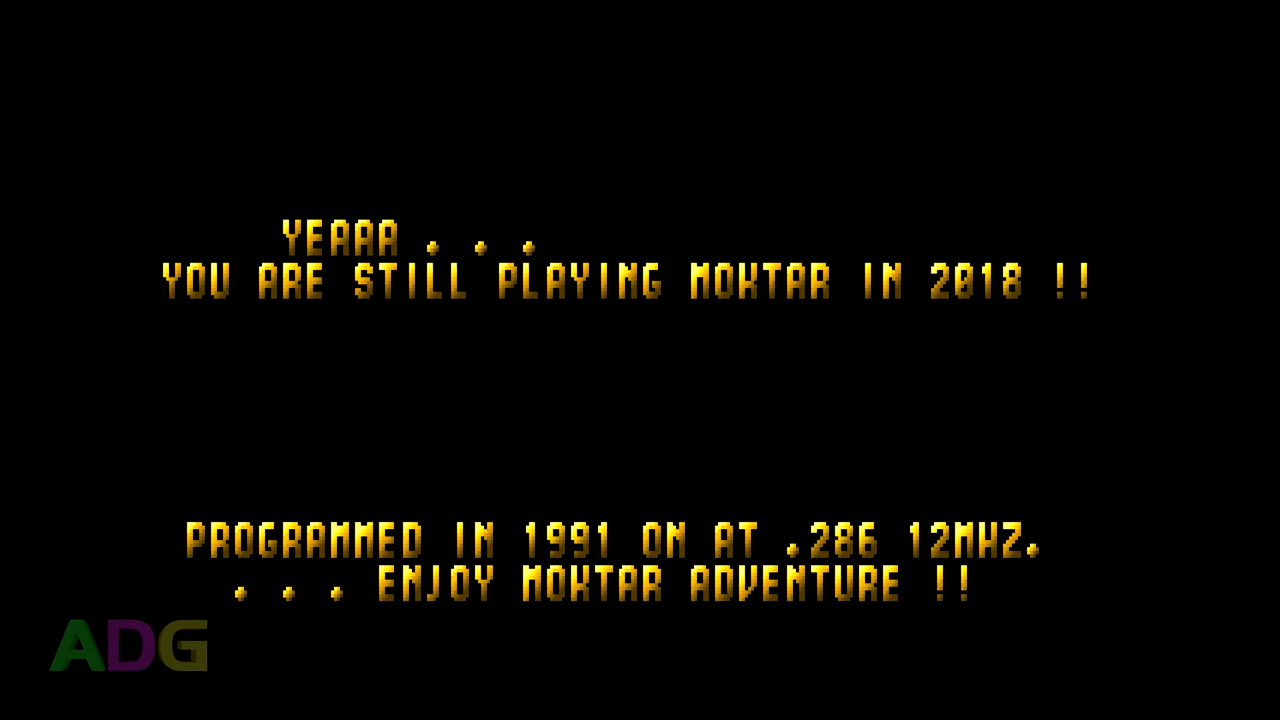 YEAAA . . .
YOU ARE STILL PLAYING MOKTAR IN 2018 !!
PROGRAMMED IN 1991 ON AT .286 12MHZ.
. . . ENJOY MOKTAR ADVENTURE !!
ADG